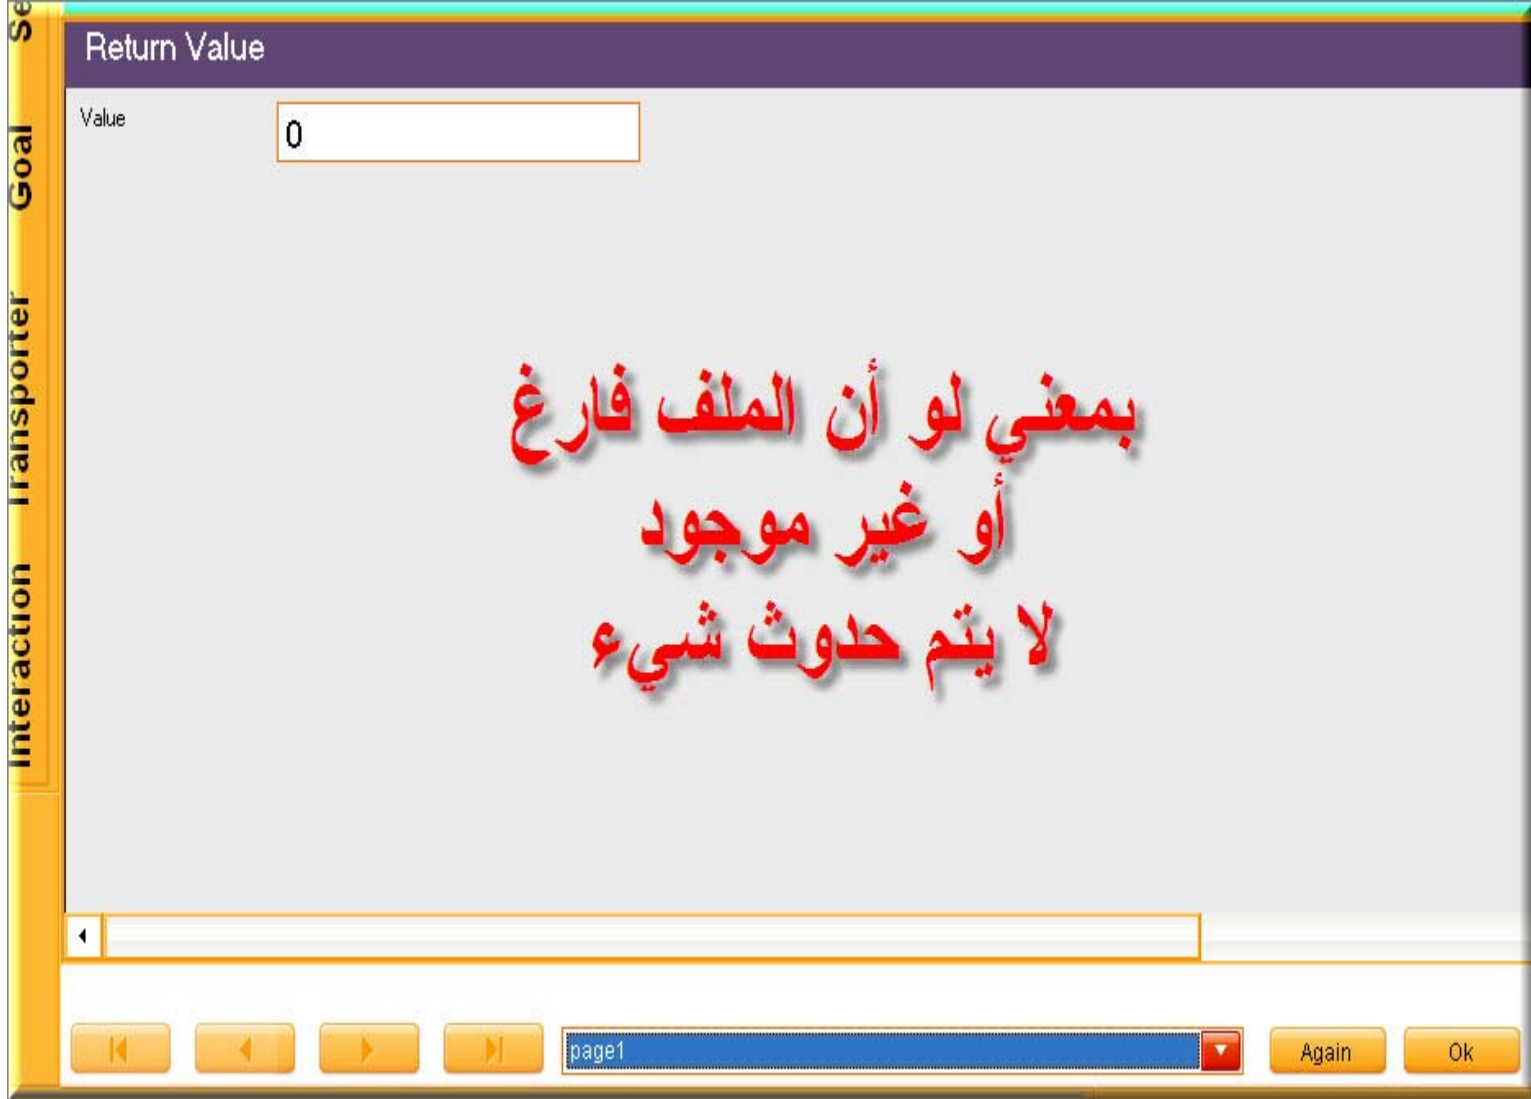 Return Value
Value
0
Goal
Transporter
Interaction
بمعني لو أن الملف فارغ
أو غير موجود
لا يتم حدوث شيء
page1
Again
Ok